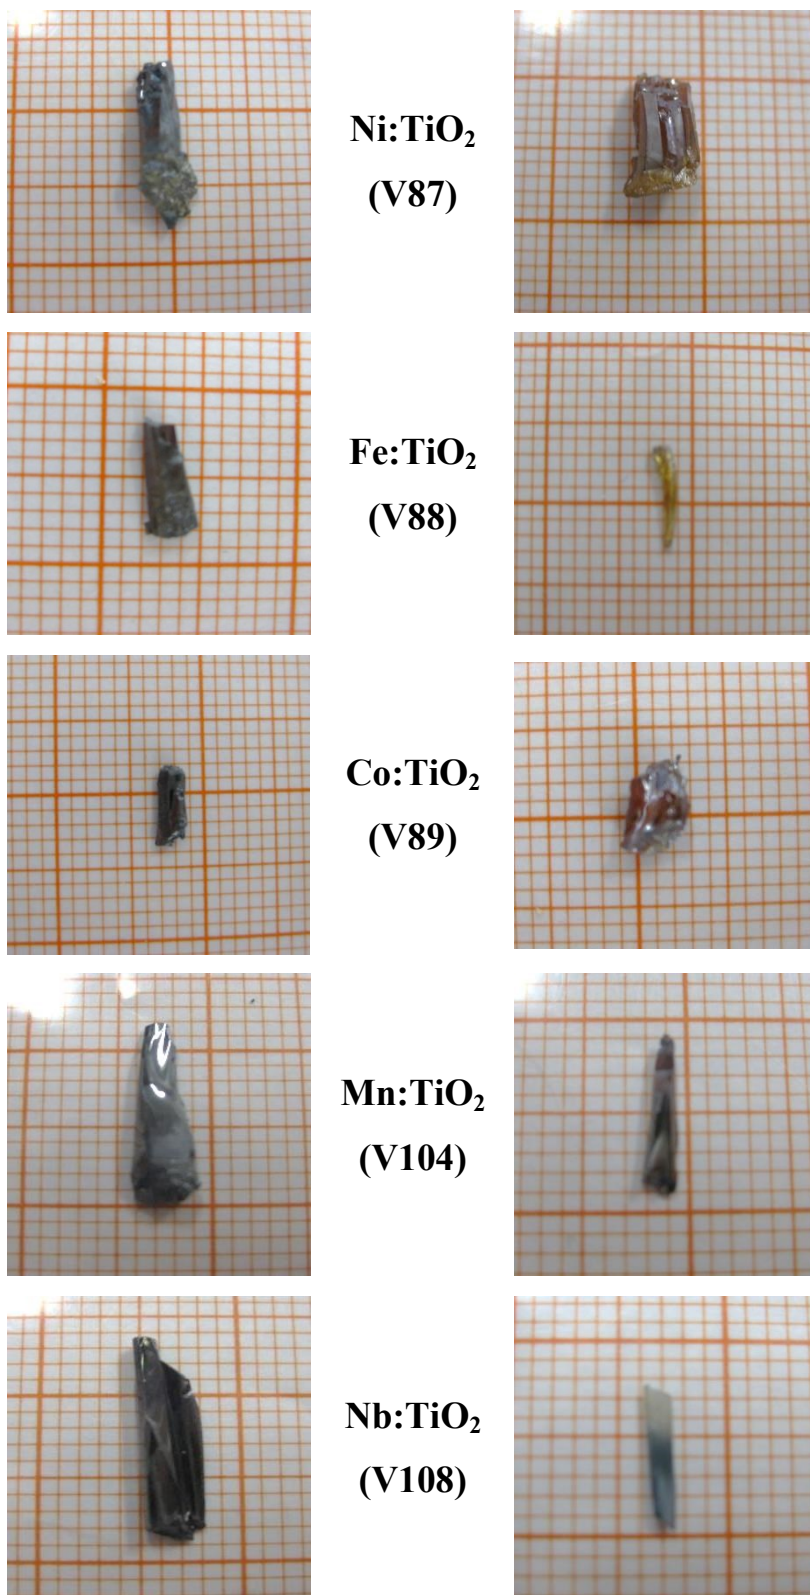 Ni:TiO₂
(V87)
Fe:TiO₂
(V88)
Co:TiO₂
(V89)
Mn:TiO₂
(V104)
Nb:TiO₂
(V108)